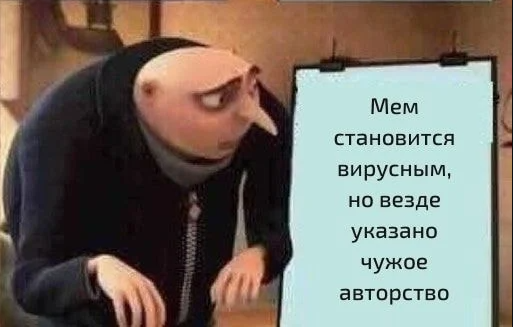 Мем
становится
вирусным,
но везде
указано
чужое
авторство